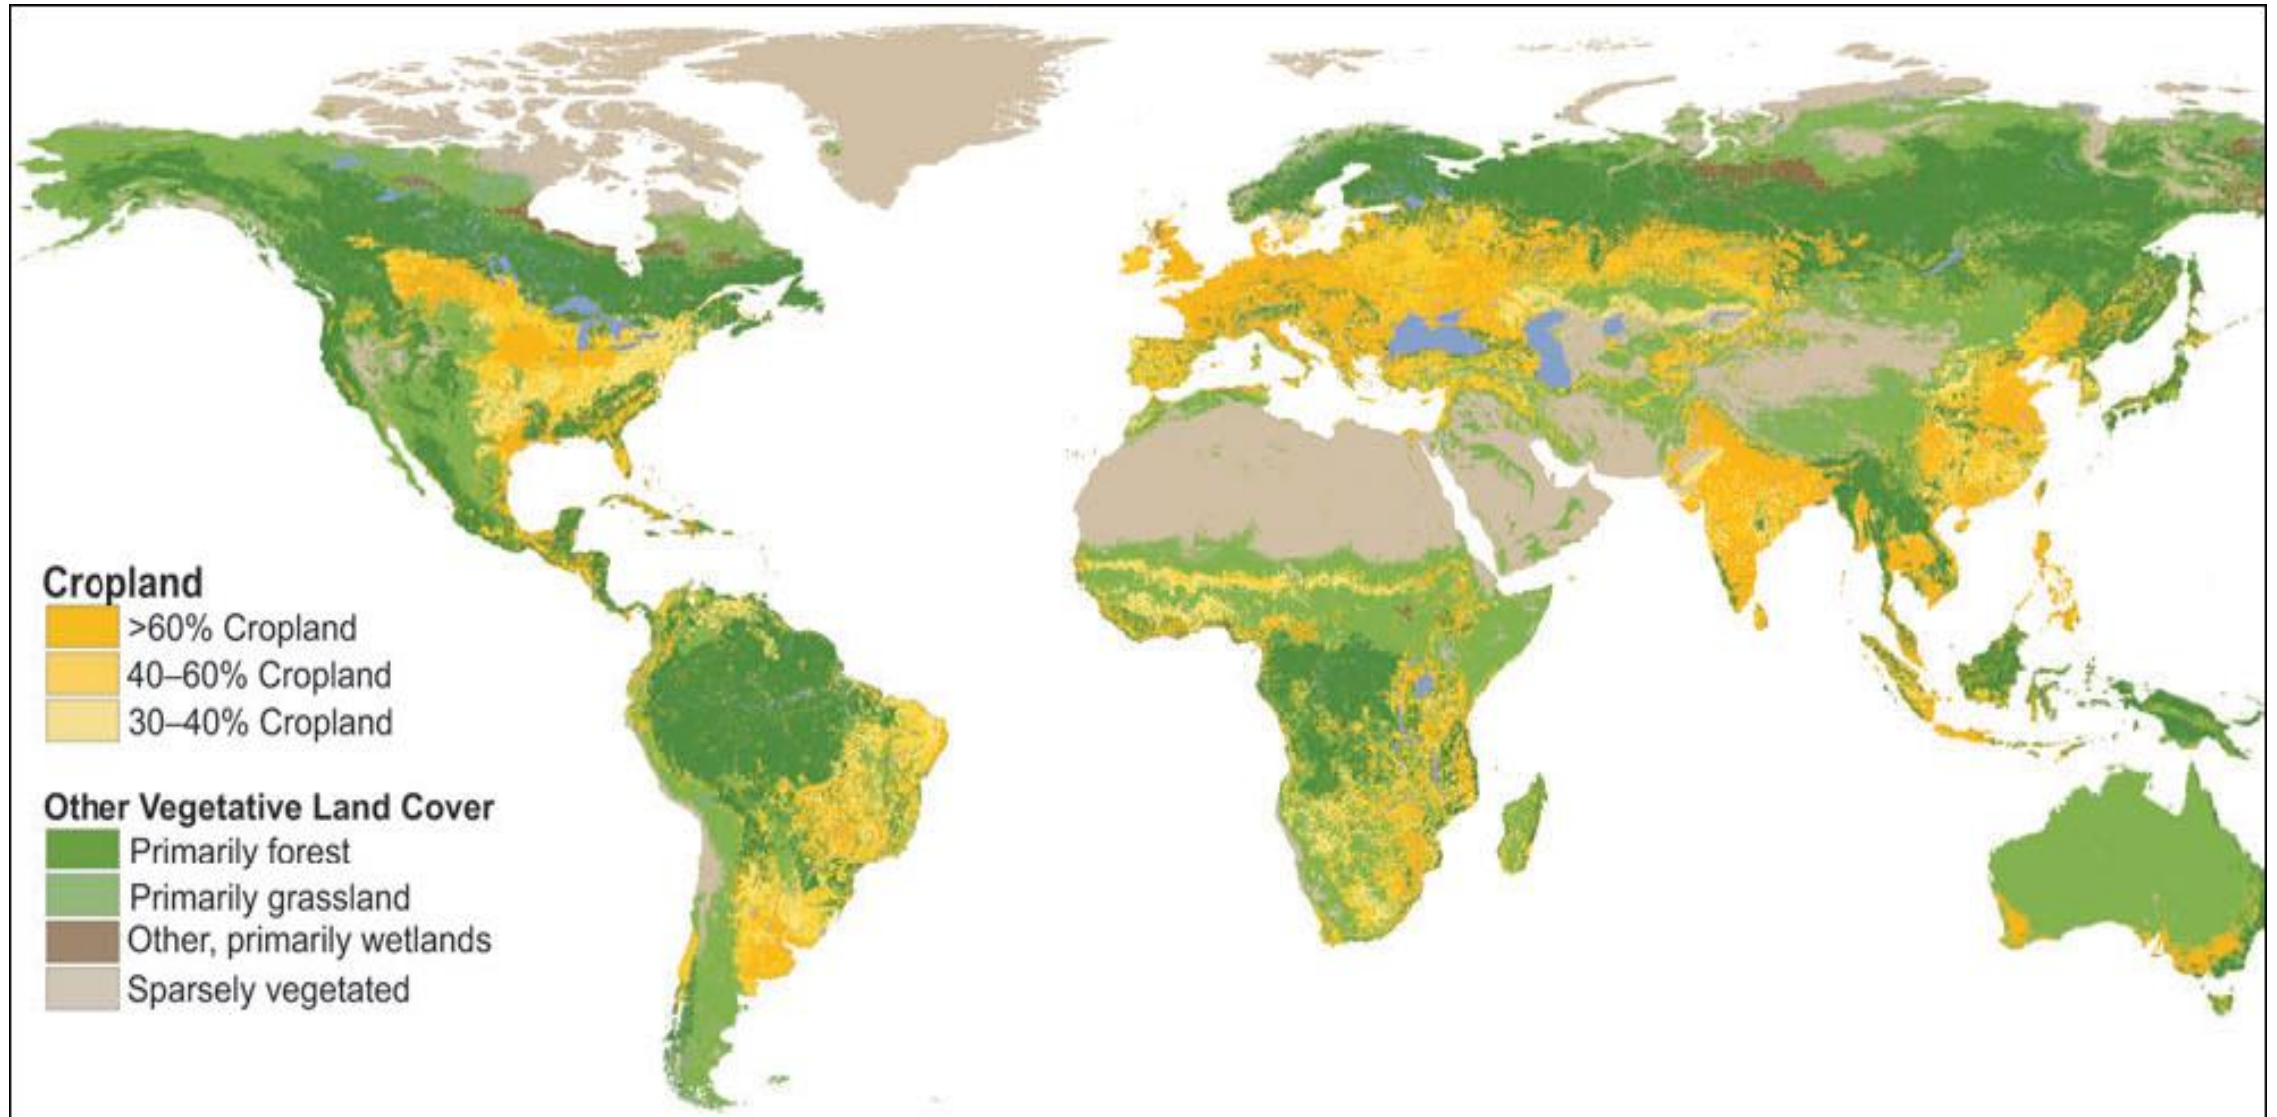 Cropland
>60% Cropland
40–60% Cropland
30–40% Cropland
Other Vegetative Land Cover
Primarily forest
Primarily grassland
Other, primarily wetlands
Sparsely vegetated